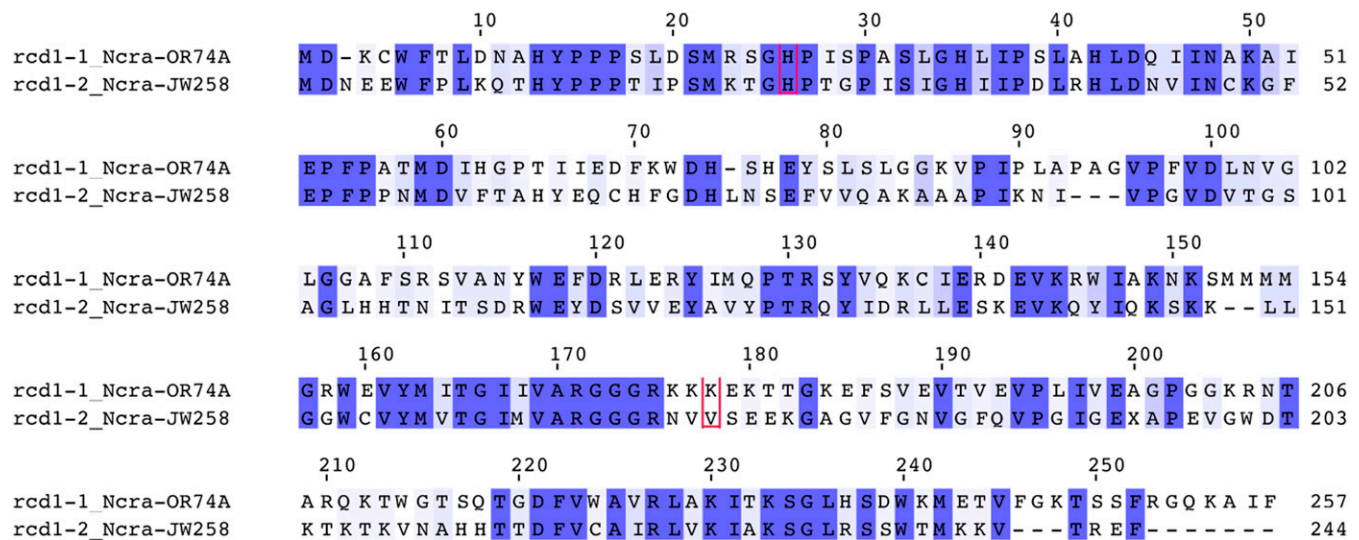 10 20 30 40 50
rcd1-1_Ncra-OR74A MD-KCWFTLDNAHYPPPSLDSMRSGHPISPASLGHLIPSLAHLDQIINAKAI 51
rcd1-2_Ncra-JW258 MDNEEWFPLKQTHYPPPTIPSMKTGHPTGPISIGHIIPDLRHLDNVINCKGF 52
60 70 80 90 100
rcd1-1_Ncra-OR74A EPFPATMDIHGPTIIEDFKWDH-SHEYSLSLGGKVPIPLAPAGVPFVDLNVG 102
rcd1-2_Ncra-JW258 EPFPPNMDVFTAHYEQCHFGDHLNSEFVVQAKAAAPIKNI---VPGVDVTGS 101
110 120 130 140 150
rcd1-1_Ncra-OR74A LGGAFSRSVANYWEFDRLERYIMQPTRSYVQKCIERDEVKRWIAKNKSMMMM 154
rcd1-2_Ncra-JW258 AGLHHTNITSDRWEYDSVVEYAVYPTRQYIDRLLESKEVKQYIQKSKK--LL 151
160 170 180 190 200
rcd1-1_Ncra-OR74A GRWEVYMITGIIVARGGGRKKKEKTTGKEFSVEVTVEVPLIVEAGPGGKRNT 206
rcd1-2_Ncra-JW258 GGWCVYMVTGIMVARGGGRNVVSEEKGAGVFGNVGFQVPGIGEXAPEVGWDT 203
210 220 230 240 250
rcd1-1_Ncra-OR74A ARQKTWGTSQTGDFVWAVRLAKITKSGLHSDWKMETVFGKTSSFRGQKAIF 257
rcd1-2_Ncra-JW258 KTKTKVNAHHTTDFVCAIRLVKIAKSGLRSSWTMKKV---TREF------- 244